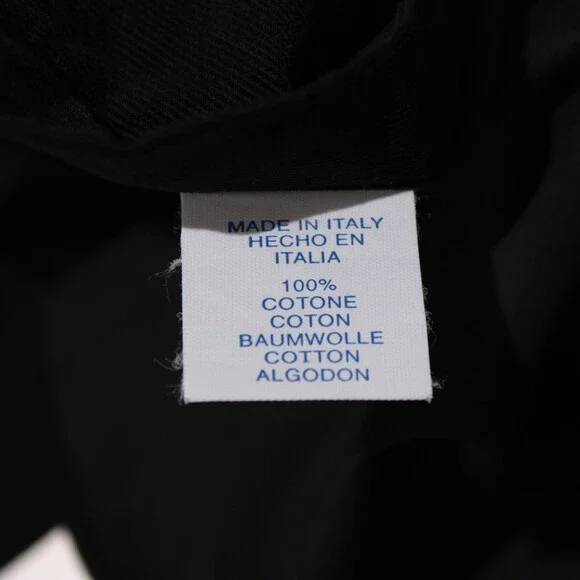 MADE IN ITALY
HECHO EN
ITALIA
100%
COTONE
COTON
BAUMWOLLE
COTTON
ALGODON